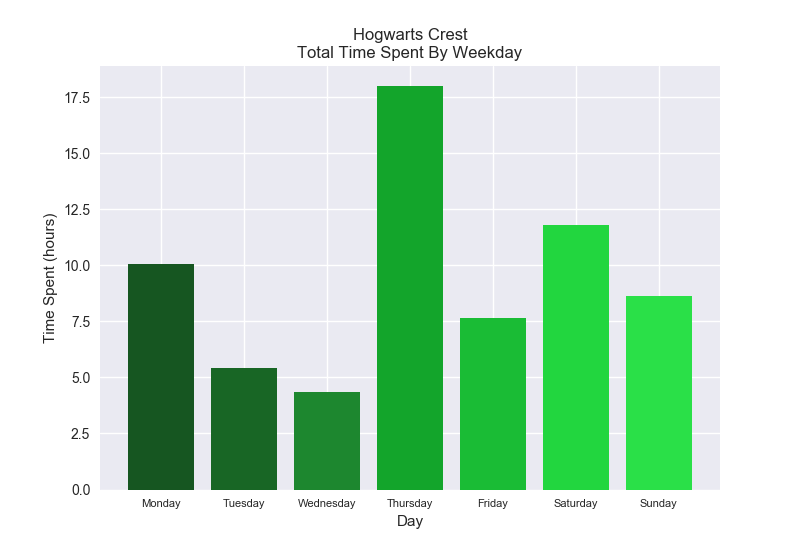 Hogwarts Crest
Total Time Spent By Weekday
Time Spent (hours)
17.5
15.0
12.5
10.0
7.5
5.0
2.5
0.0
Monday Tuesday Wednesday Thursday Friday Saturday Sunday
Day